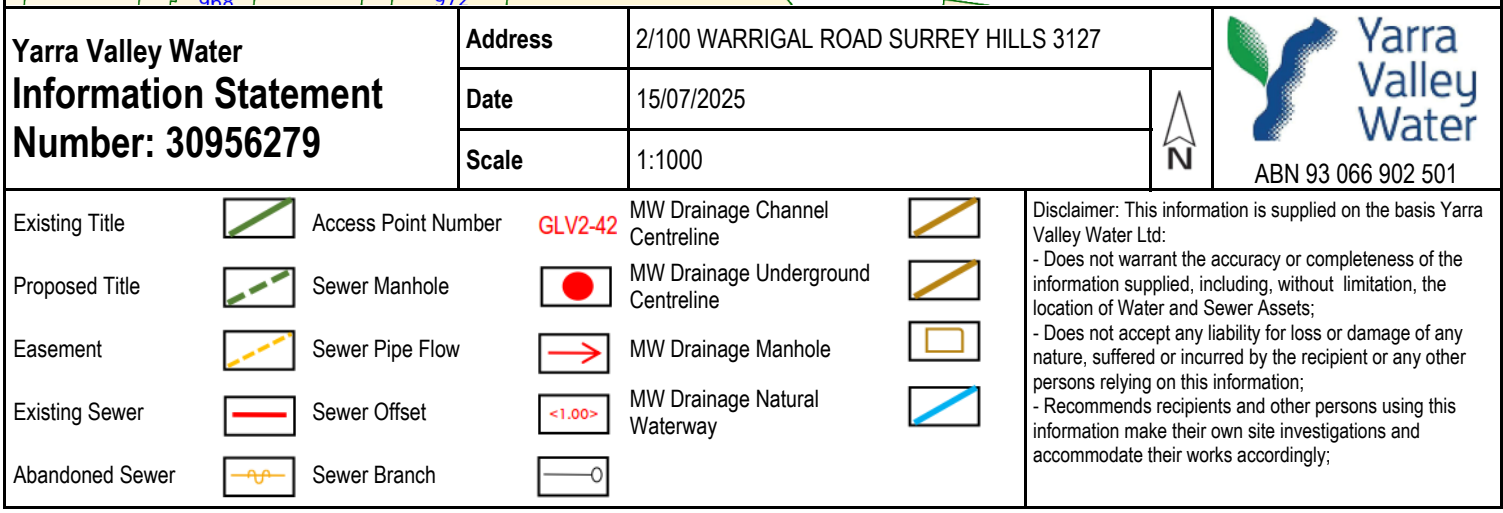 968
972
Yarra Valley Water
Information Statement
Number: 30956279
Address
2/100 WARRIGAL ROAD SURREY HILLS 3127
Date
15/07/2025
Scale
1:1000
N
Yarra
Valley
Water
ABN 93 066 902 501
Existing Title
Access Point Number
GLV2-42
MW Drainage Channel
Centreline
Proposed Title
Sewer Manhole
MW Drainage Underground
Centreline
Easement
Sewer Pipe Flow
MW Drainage Manhole
Existing Sewer
Sewer Offset
<1.00>
MW Drainage Natural
Waterway
Abandoned Sewer
Sewer Branch
Disclaimer: This information is supplied on the basis Yarra
Valley Water Ltd:
- Does not warrant the accuracy or completeness of the
information supplied, including, without limitation, the
location of Water and Sewer Assets;
- Does not accept any liability for loss or damage of any
nature, suffered or incurred by the recipient or any other
persons relying on this information;
- Recommends recipients and other persons using this
information make their own site investigations and
accommodate their works accordingly;